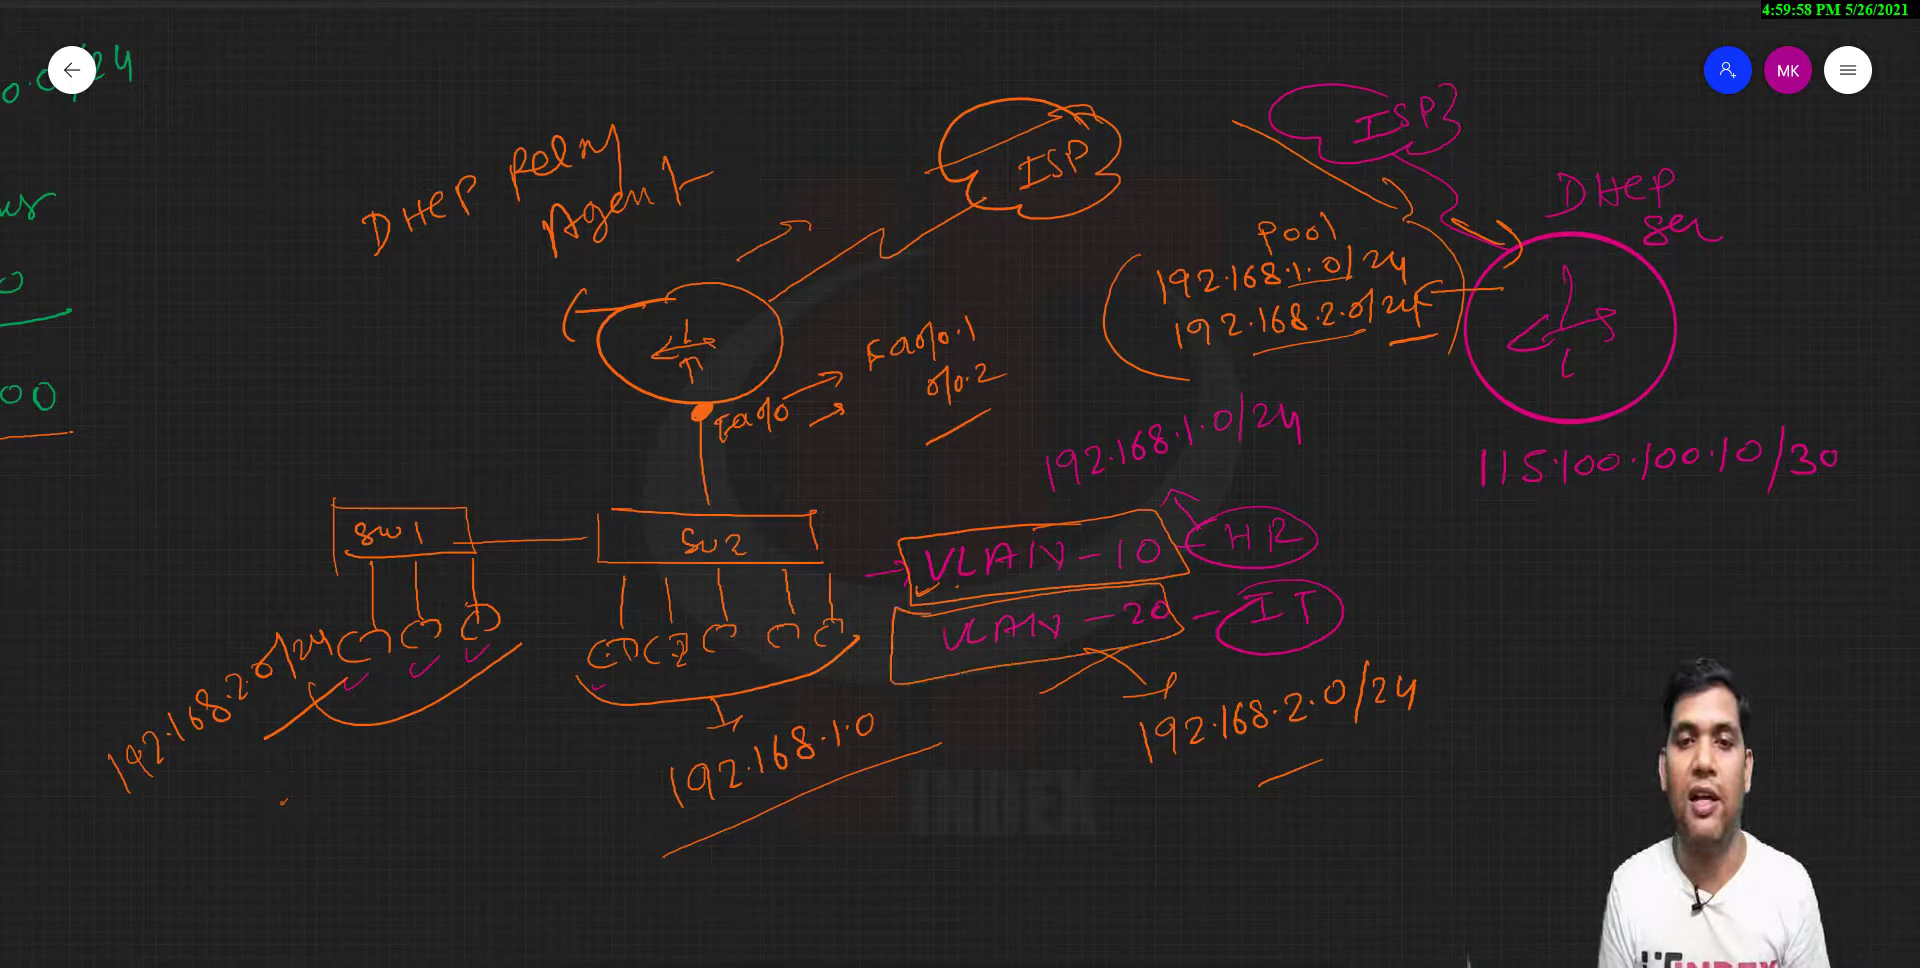 4:59:58 PM 5/26/2021
MK
DHCP Relay
Agent
ISP
ISP
DHCP
Ser
Pool
192.168.1.0/24
192.168.2.0/24
Fa0/0.1
0/0.2
Fa0/0
192.168.1.0/24
115.100.100.10/30
SW1
SW2
VLAN-10 - HR
VLAN-20 - IT
192.168.2.0/24
192.168.1.0
192.168.2.0/24
INDEX